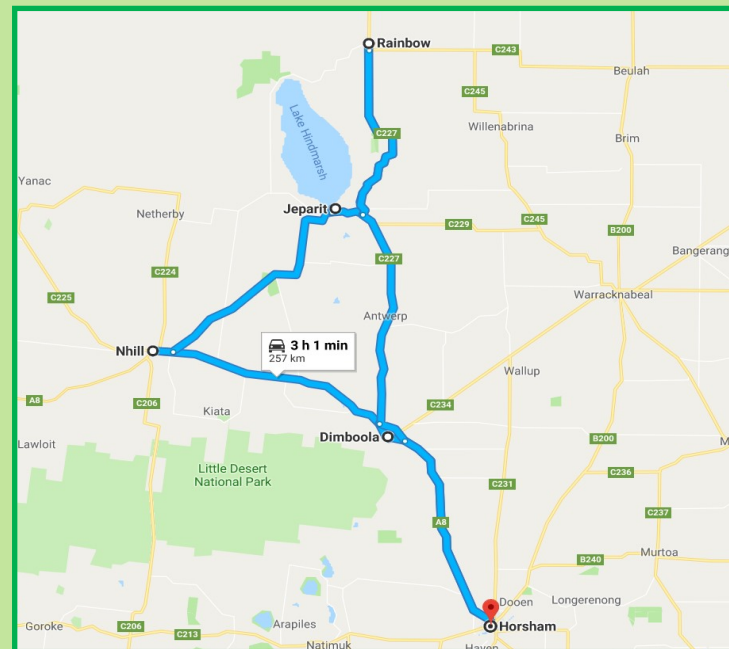 Rainbow
C243
Beulah
C245
Lake Hindmarsh
Willenabrina
C227
Brim
Yanac
Jeparit
Netherby
C229
C245
B200
Bangerang
C224
C227
C225
Warracknabeal
Antwerp
Nhill
3 h 1 min
257 km
Wallup
A8
C206
Kiata
C234
Dimboola
B200
Lawloit
C236
Little Desert
National Park
C231
C237
A8
Murtoa
B240
Dooen
Longerenong
Goroke
C206
C213
Arapiles
Horsham
Natimuk
Haven